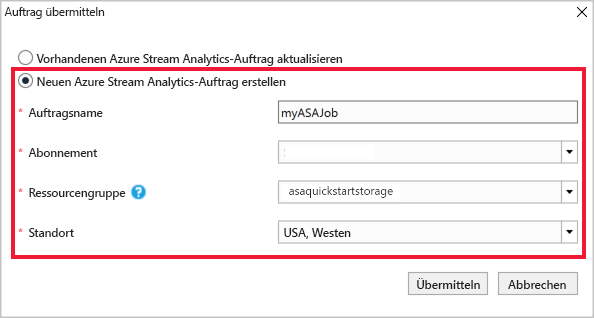 Auftrag übermitteln
Vorhandenen Azure Stream Analytics-Auftrag aktualisieren
Neuen Azure Stream Analytics-Auftrag erstellen
* Auftragsname myASAJob
* Abonnement
* Ressourcengruppe ? asaquickstartstorage
* Standort USA, Westen
Übermitteln Abbrechen